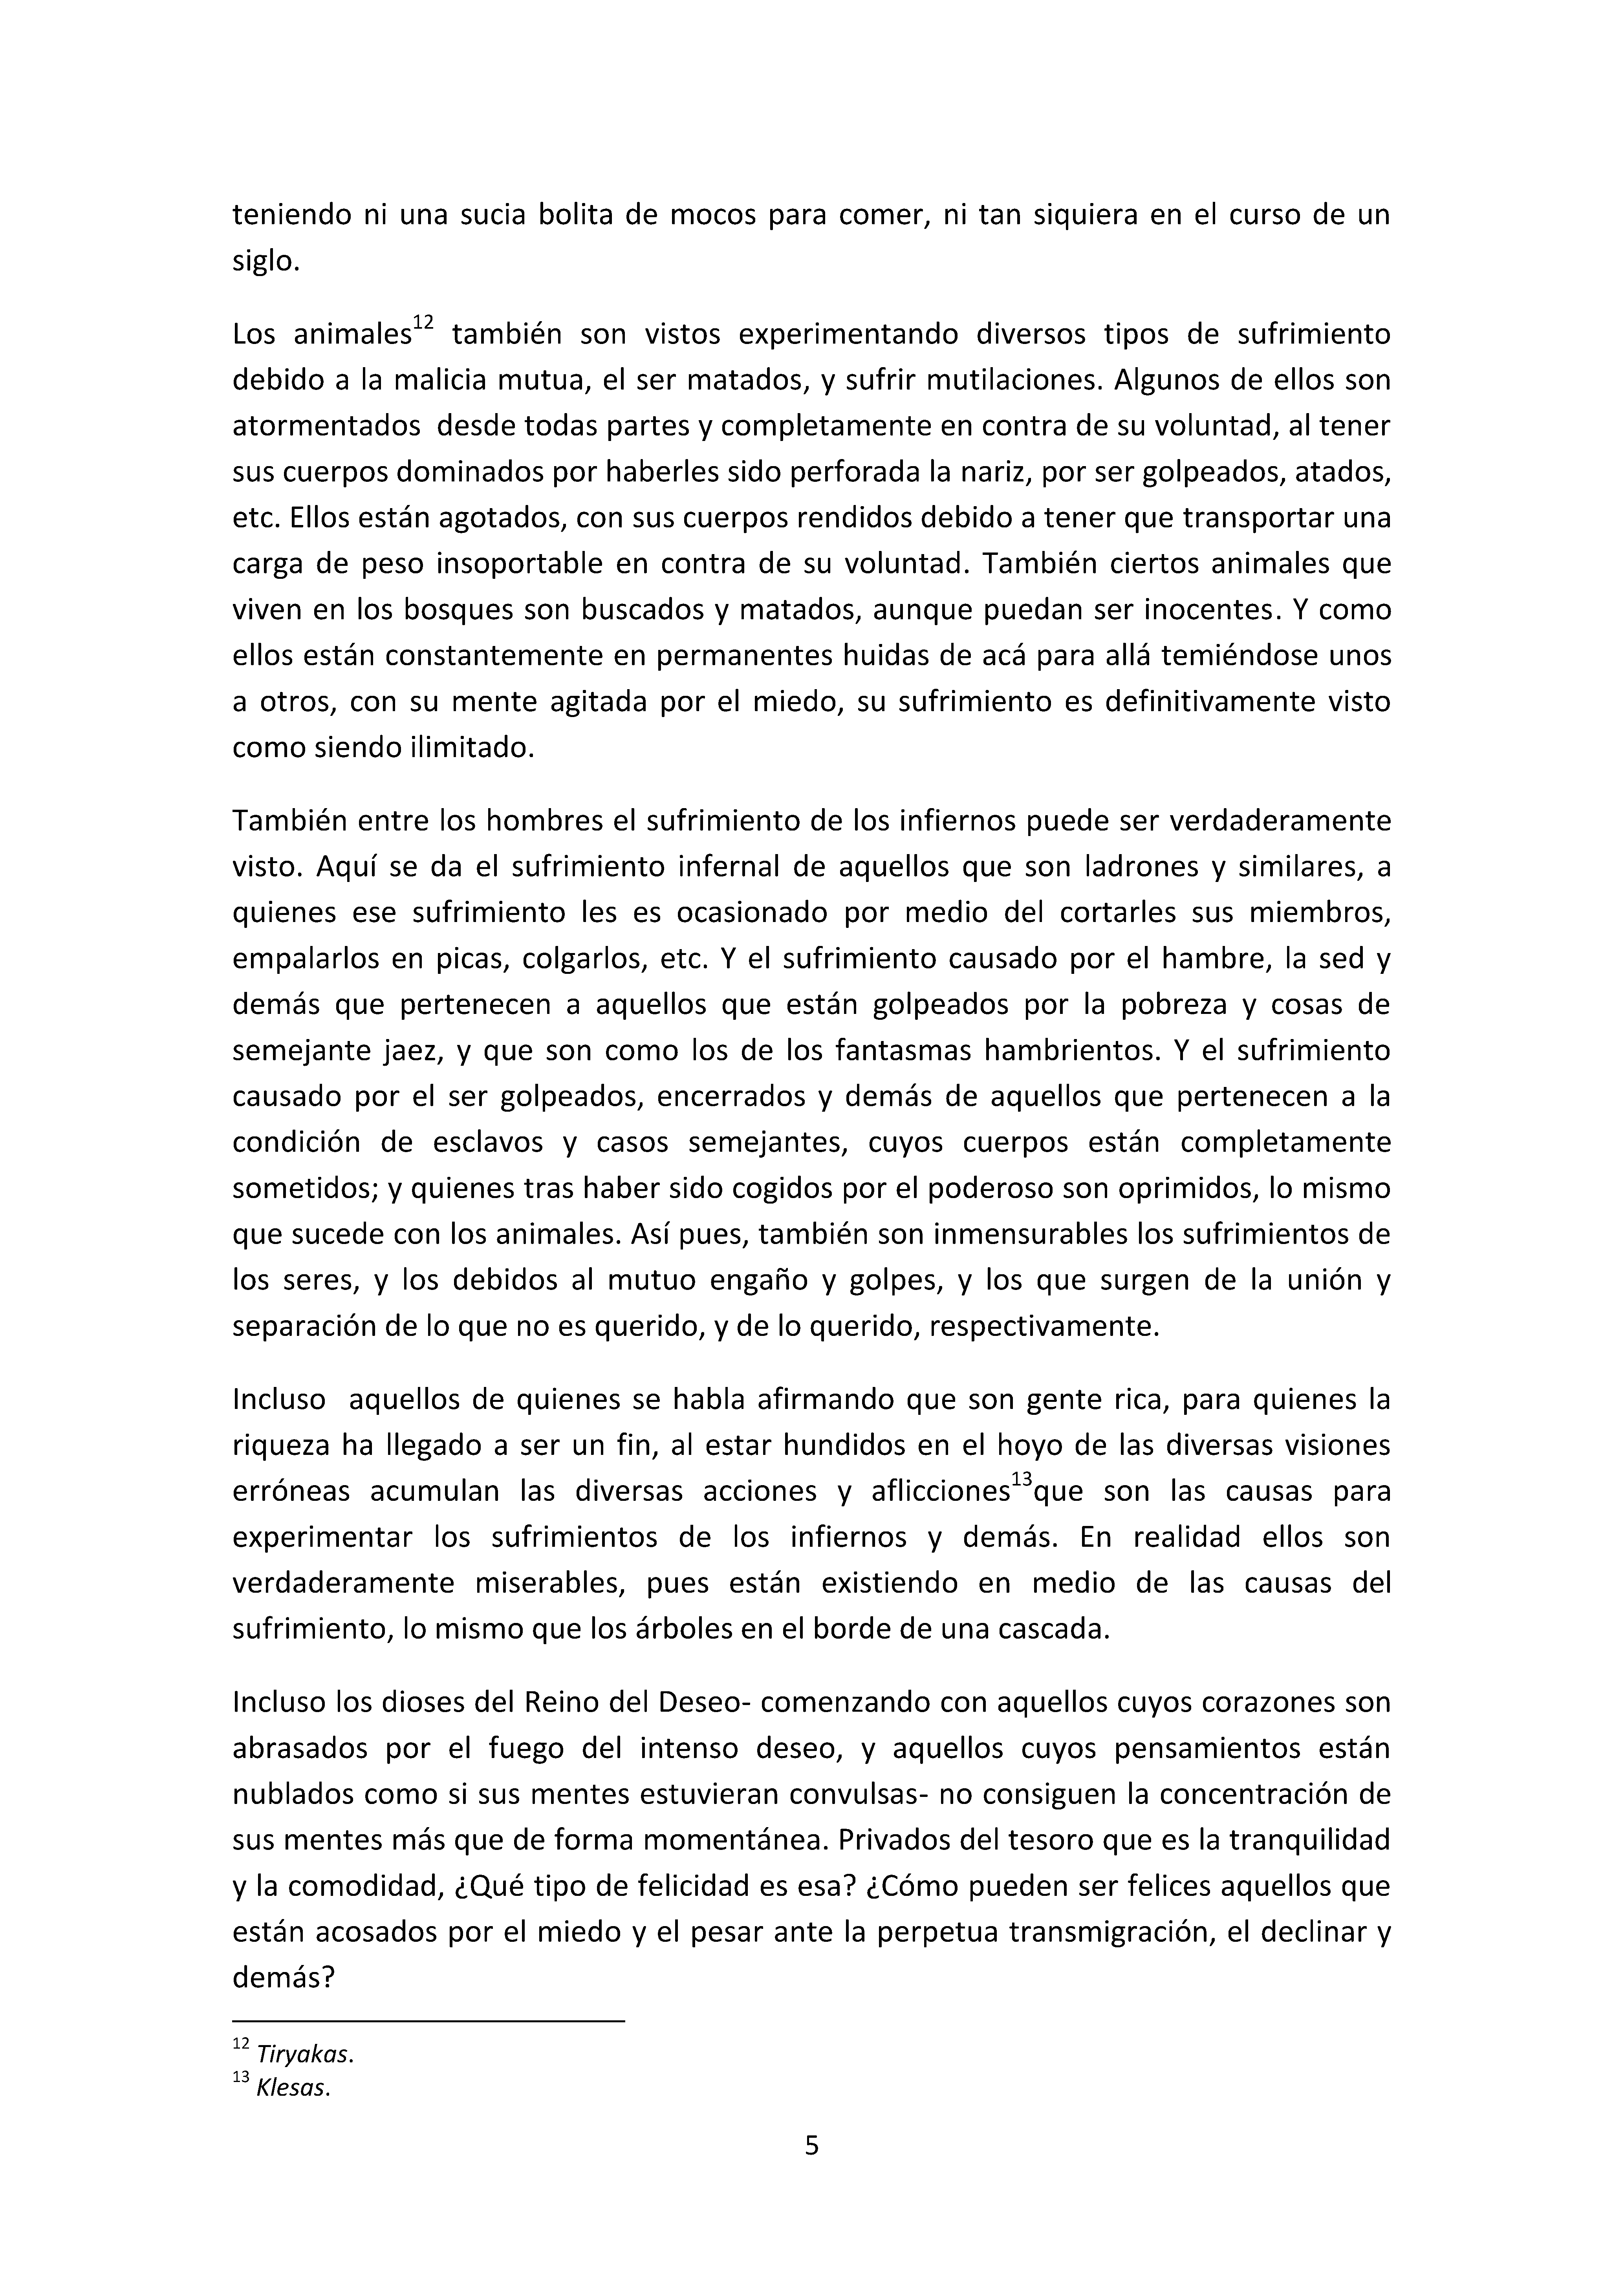 teniendo ni una sucia bolita de mocos para comer, ni tan siquiera en el curso de un
siglo.
Los animales12 también son vistos experimentando diversos tipos de sufrimiento
debido a la malicia mutua, el ser matados, y sufrir mutilaciones. Algunos de ellos son
atormentados desde todas partes y completamente en contra de su voluntad, al tener
sus cuerpos dominados por haberles sido perforada la nariz, por ser golpeados, atados,
etc. Ellos están agotados, con sus cuerpos rendidos debido a tener que transportar una
carga de peso insoportable en contra de su voluntad. También ciertos animales que
viven en los bosques son buscados y matados, aunque puedan ser inocentes. Y como
ellos están constantemente en permanentes huidas de acá para allá temiéndose unos
a otros, con su mente agitada por el miedo, su sufrimiento es definitivamente visto
como siendo ilimitado.
También entre los hombres el sufrimiento de los infiernos puede ser verdaderamente
visto. Aquí se da el sufrimiento infernal de aquellos que son ladrones y similares, a
quienes ese sufrimiento les es ocasionado por medio del cortarles sus miembros,
empalarlos en picas, colgarlos, etc. Y el sufrimiento causado por el hambre, la sed y
demás que pertenecen a aquellos que están golpeados por la pobreza y cosas de
semejante jaez, y que son como los de los fantasmas hambrientos. Y el sufrimiento
causado por el ser golpeados, encerrados y demás de aquellos que pertenecen a la
condición de esclavos y casos semejantes, cuyos cuerpos están completamente
sometidos; y quienes tras haber sido cogidos por el poderoso son oprimidos, lo mismo
que sucede con los animales. Así pues, también son inmensurables los sufrimientos de
los seres, y los debidos al mutuo engaño y golpes, y los que surgen de la unión y
separación de lo que no es querido, y de lo querido, respectivamente.
Incluso aquellos de quienes se habla afirmando que son gente rica, para quienes la
riqueza ha llegado a ser un fin, al estar hundidos en el hoyo de las diversas visiones
erróneas acumulan las diversas acciones y aflicciones13que son las causas para
experimentar los sufrimientos de los infiernos y demás. En realidad ellos son
verdaderamente miserables, pues están existiendo en medio de las causas del
sufrimiento, lo mismo que los árboles en el borde de una cascada.
Incluso los dioses del Reino del Deseo- comenzando con aquellos cuyos corazones son
abrasados por el fuego del intenso deseo, y aquellos cuyos pensamientos están
nublados como si sus mentes estuvieran convulsas- no consiguen la concentración de
sus mentes más que de forma momentánea. Privados del tesoro que es la tranquilidad
y la comodidad, ¿Qué tipo de felicidad es esa? ¿Cómo pueden ser felices aquellos que
están acosados por el miedo y el pesar ante la perpetua transmigración, el declinar y
demás?
12 Tiryakas.
13 Klesas.
5